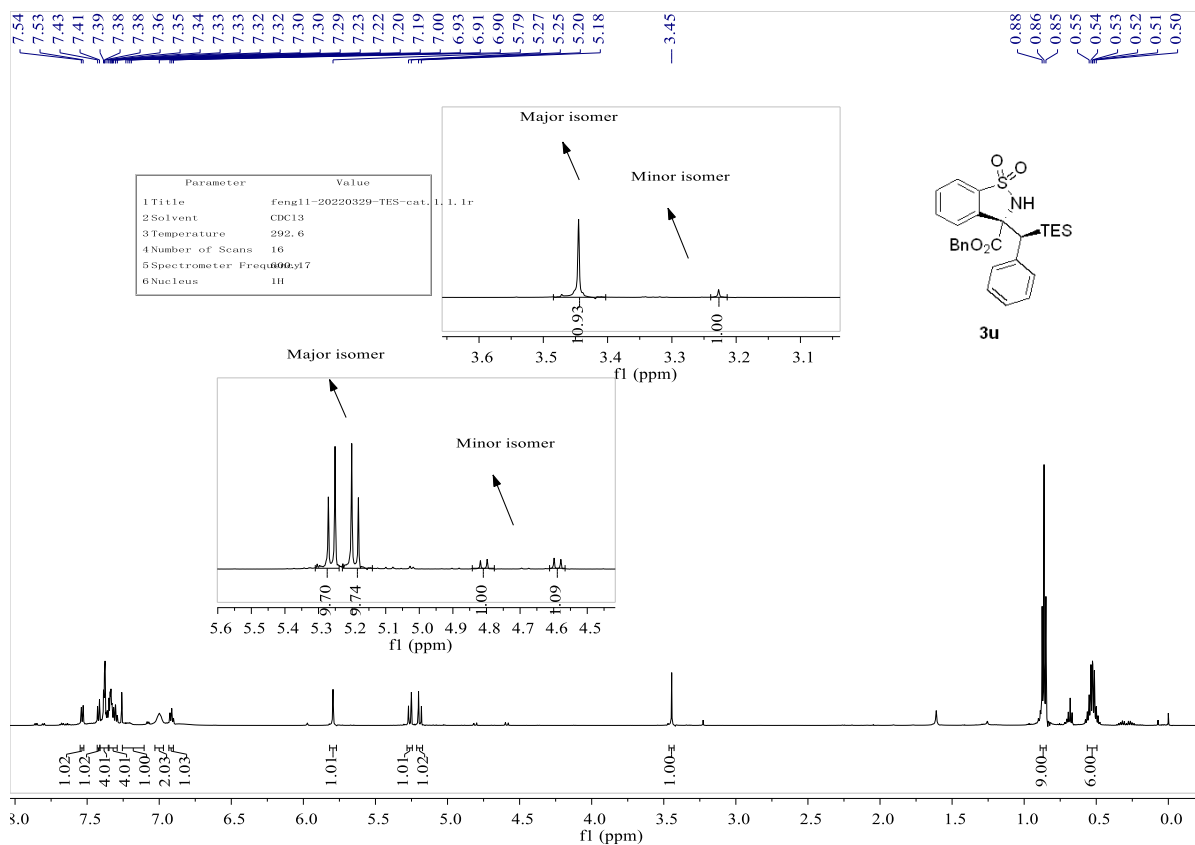 7.54 7.53 7.43 7.41 7.39 7.38 7.38 7.36 7.35 7.34 7.33 7.33 7.32 7.32 7.30 7.30 7.29 7.23 7.22 7.20 7.19 7.00 6.93 6.91 6.90 5.79 5.27 5.25 5.20 5.18 3.45 0.88 0.86 0.85 0.55 0.54 0.53 0.52 0.51 0.50
Major isomer
Minor isomer
10.93 1.00
3.6 3.5 3.4 3.3 3.2 3.1
f1 (ppm)
Parameter Value
1 Title feng11-20220329-TES-cat.1.1.1r
2 Solvent CDCl3
3 Temperature 292.6
4 Number of Scans 16
5 Spectrometer Frequency 600.17
6 Nucleus 1H
O O
S
NH
TES
BnO2C
3u
Major isomer
Minor isomer
9.70 9.74 1.00 1.09
5.6 5.5 5.4 5.3 5.2 5.1 5.0 4.9 4.8 4.7 4.6 4.5
f1 (ppm)
1.02 1.02 4.01 4.01 1.00 2.03 1.03 1.01 1.01 1.02 1.00 9.00 6.00
8.0 7.5 7.0 6.5 6.0 5.5 5.0 4.5 4.0 3.5 3.0 2.5 2.0 1.5 1.0 0.5 0.0
f1 (ppm)